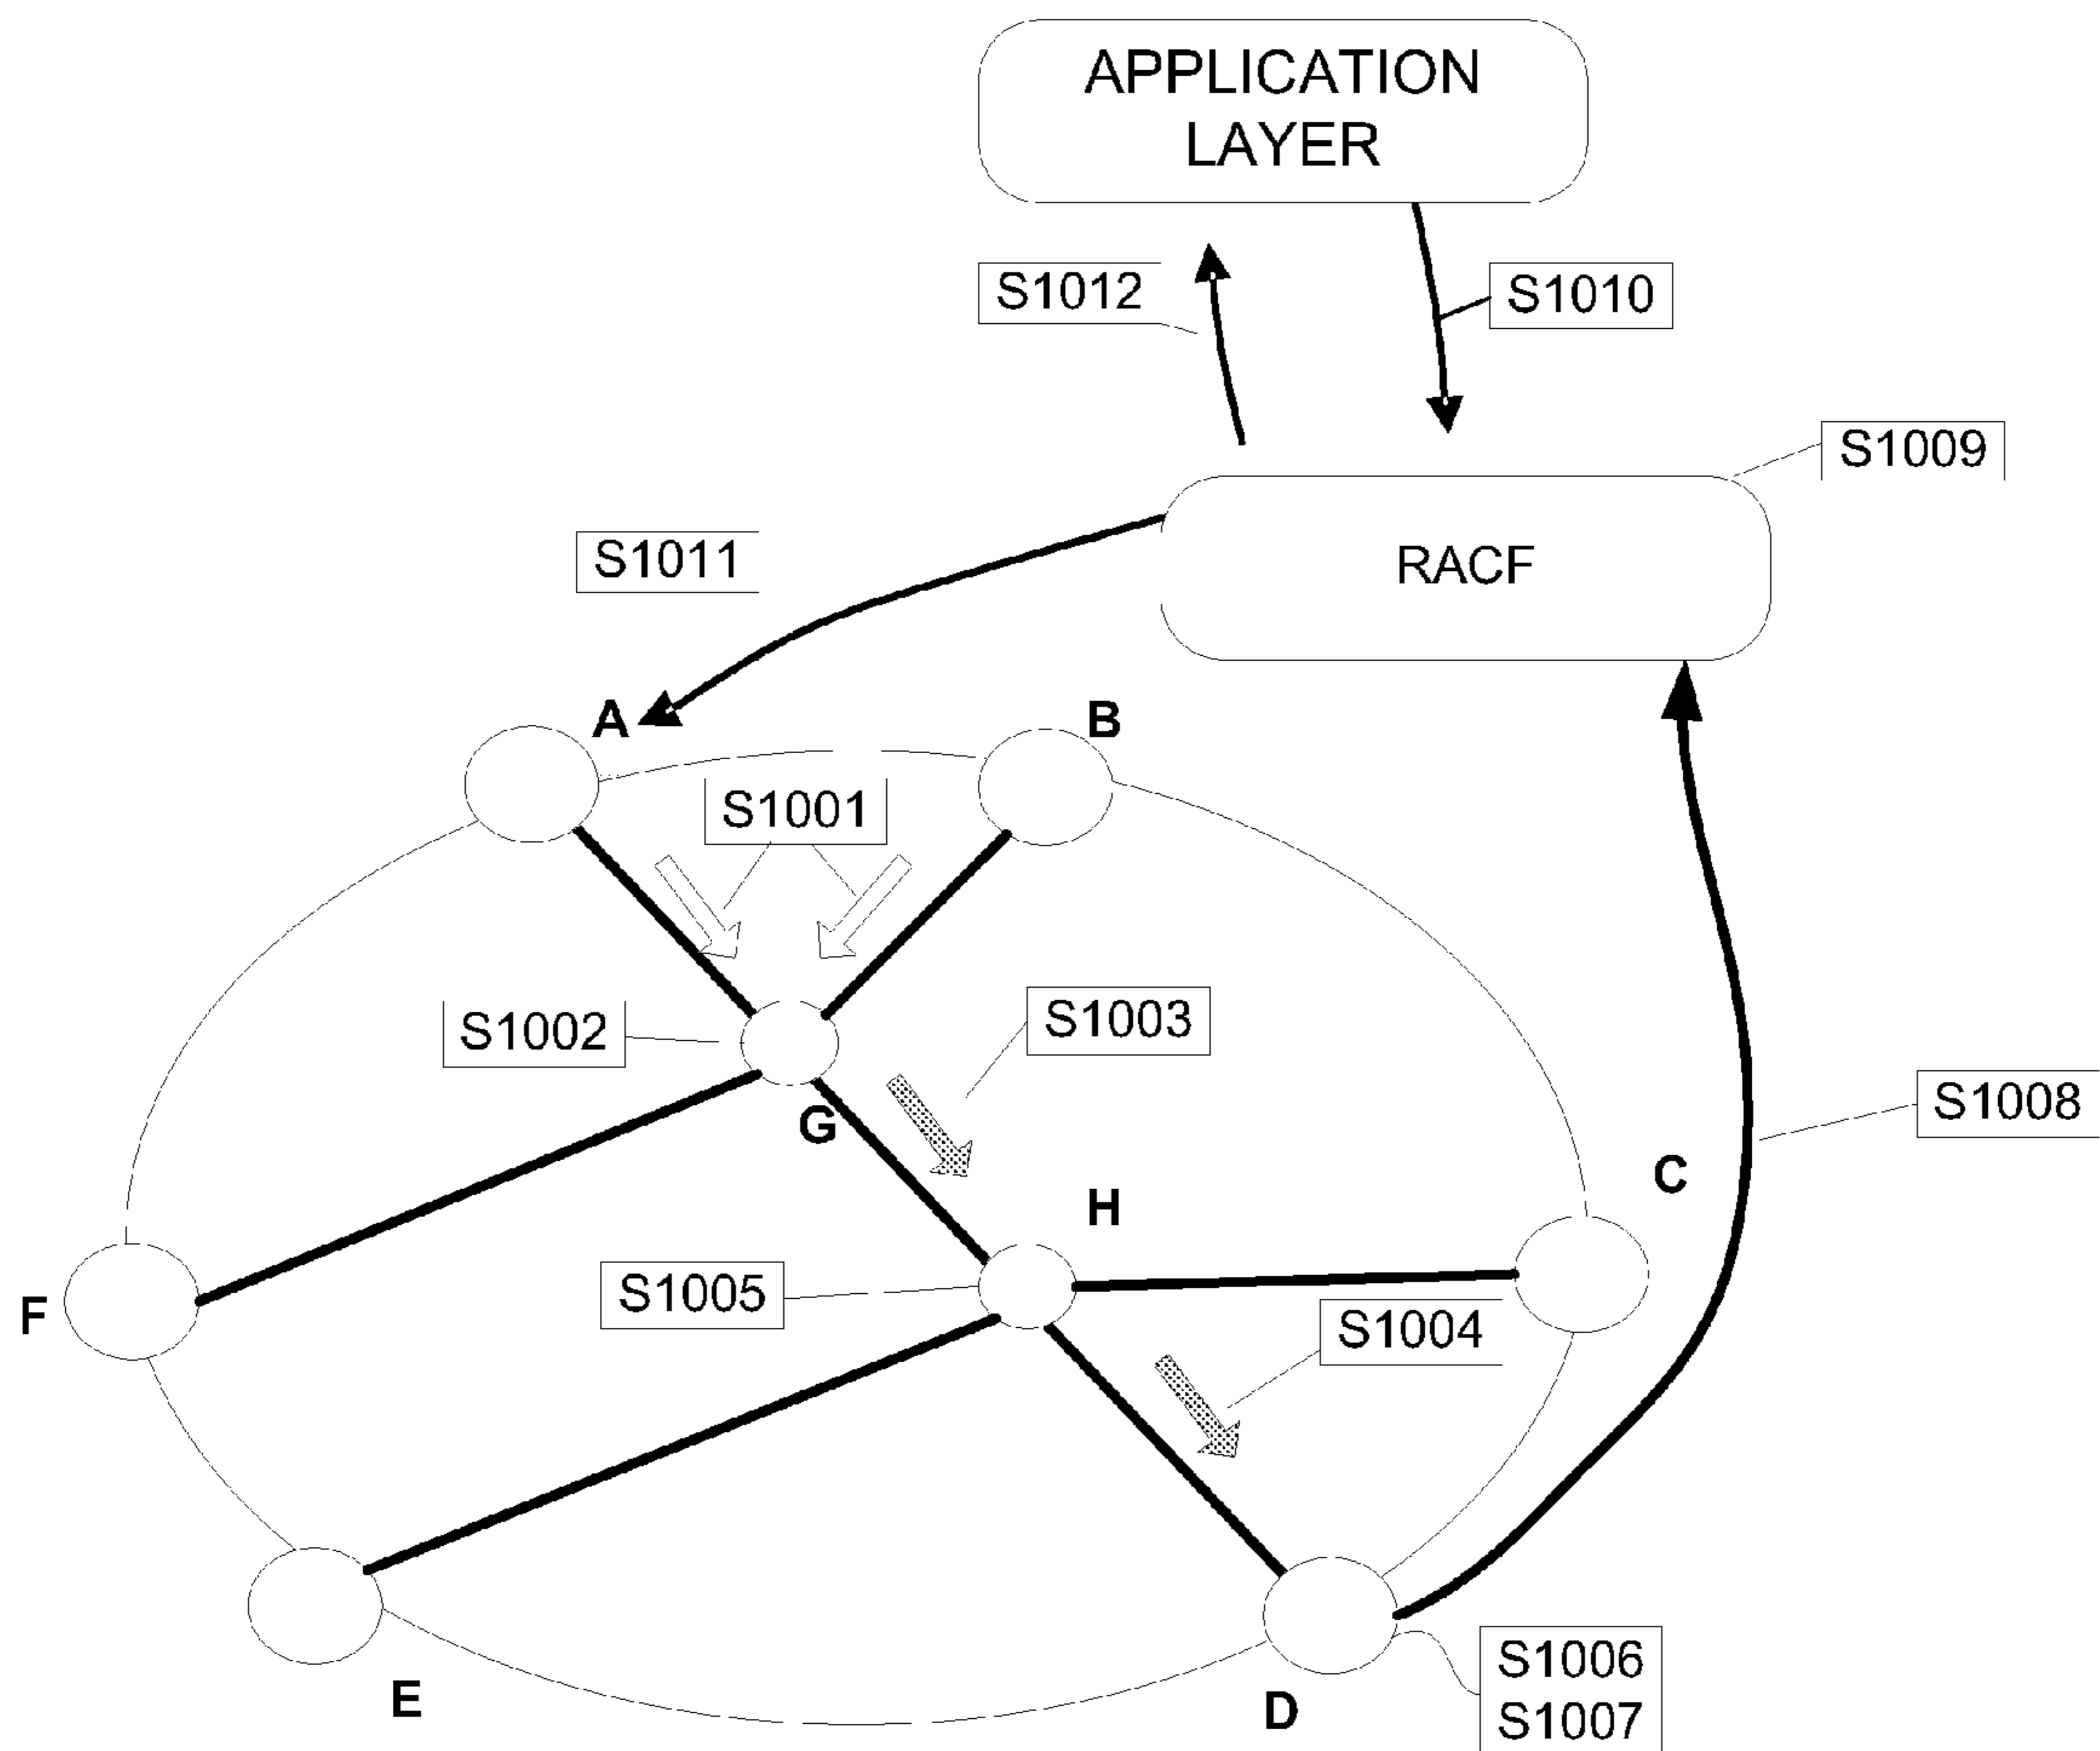 APPLICATION
LAYER
S1012
S1010
S1009
S1011
RACF
A
B
S1001
S1002
S1003
G
S1008
C
H
S1005
F
S1004
E
D
S1006
S1007